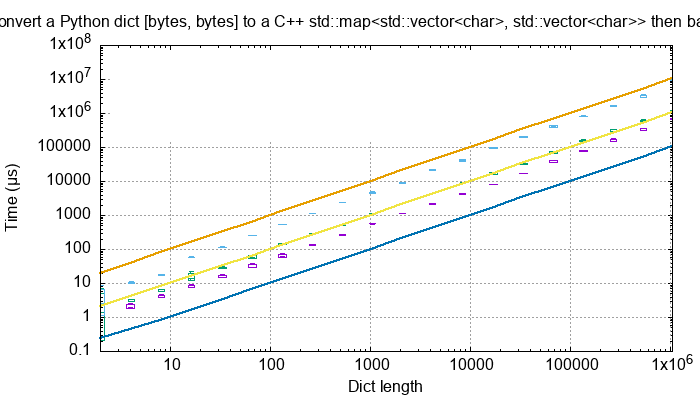 onvert a Python dict [bytes, bytes] to a C++ std::map<std::vector<char>, std::vector<char>> then ba
1x10⁸
1x10⁷
1x10⁶
100000
10000
1000
100
10
1
0.1
Time (µs)
10 100 1000 10000 100000 1x10⁶
Dict length